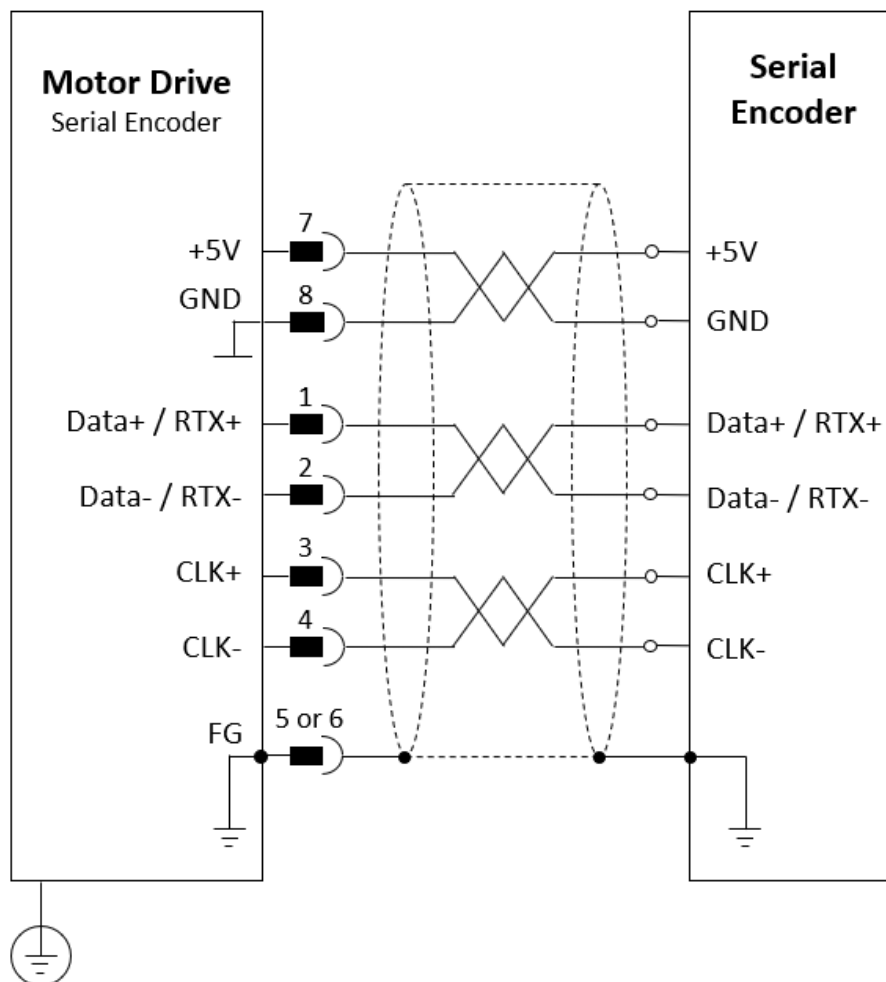 Motor Drive
Serial Encoder
Serial
Encoder
7
+5V
+5V
8
GND
GND
1
Data+ / RTX+
Data+ / RTX+
2
Data- / RTX-
Data- / RTX-
3
CLK+
CLK+
4
CLK-
CLK-
5 or 6
FG